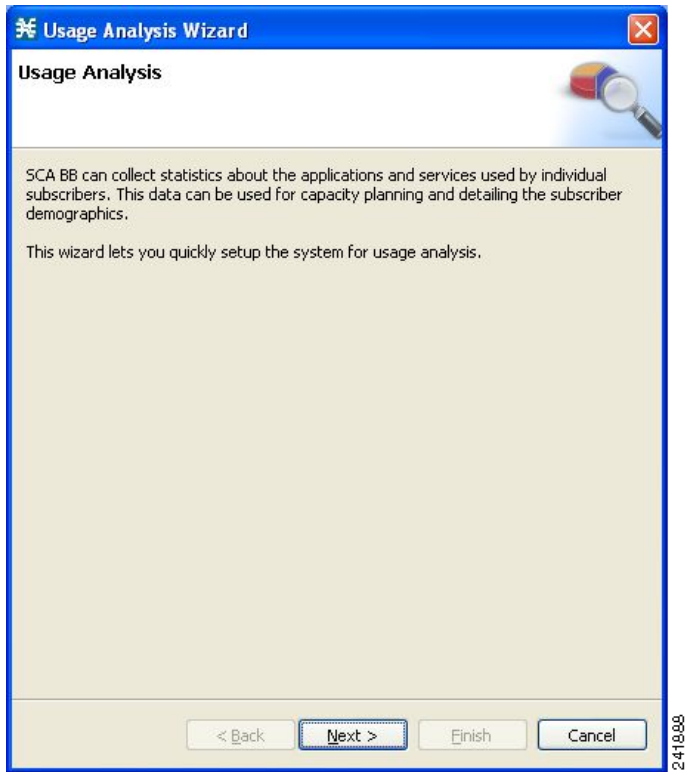 Usage Analysis Wizard
Usage Analysis
SCA BB can collect statistics about the applications and services used by individual
subscribers. This data can be used for capacity planning and detailing the subscriber
demographics.
This wizard lets you quickly setup the system for usage analysis.
< Back
Next >
Finish
Cancel
241888